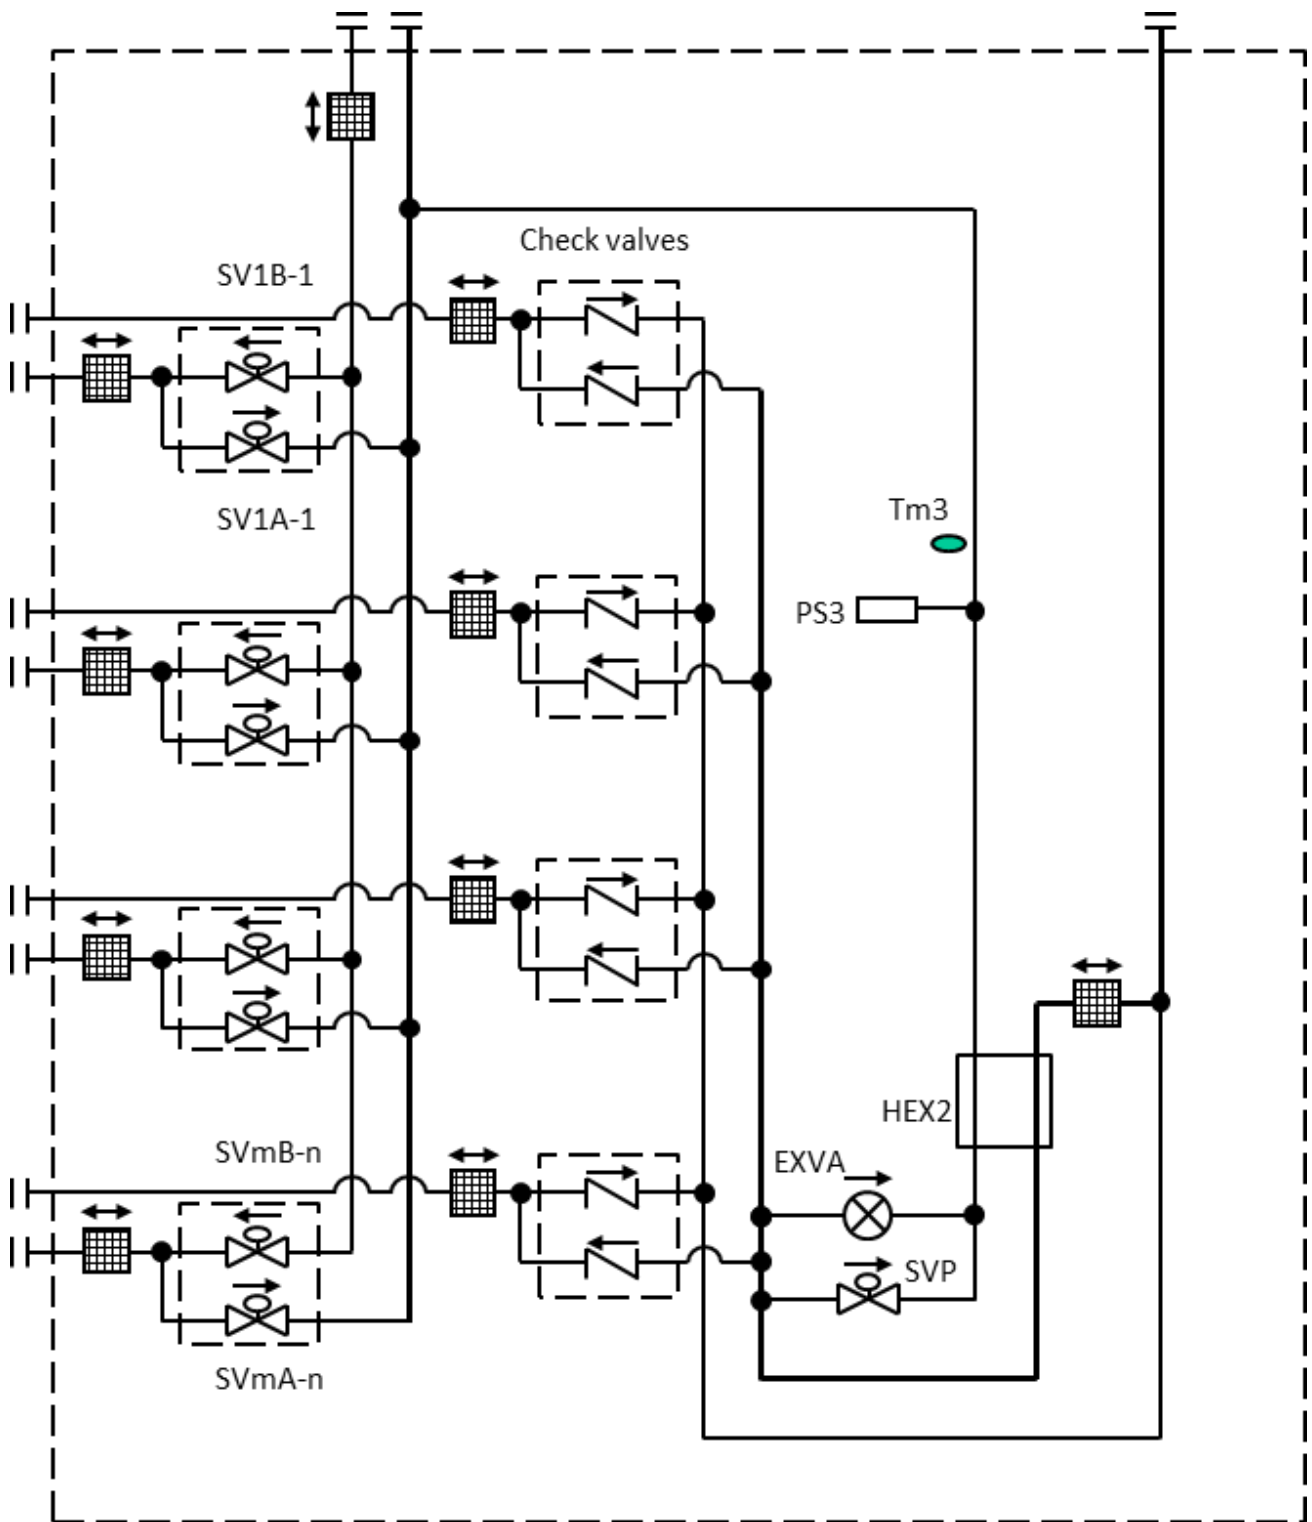 Check valves
SV1B-1
Tm3
SV1A-1
PS3
HEX2
SVmB-n
EXVA
SVP
SVmA-n